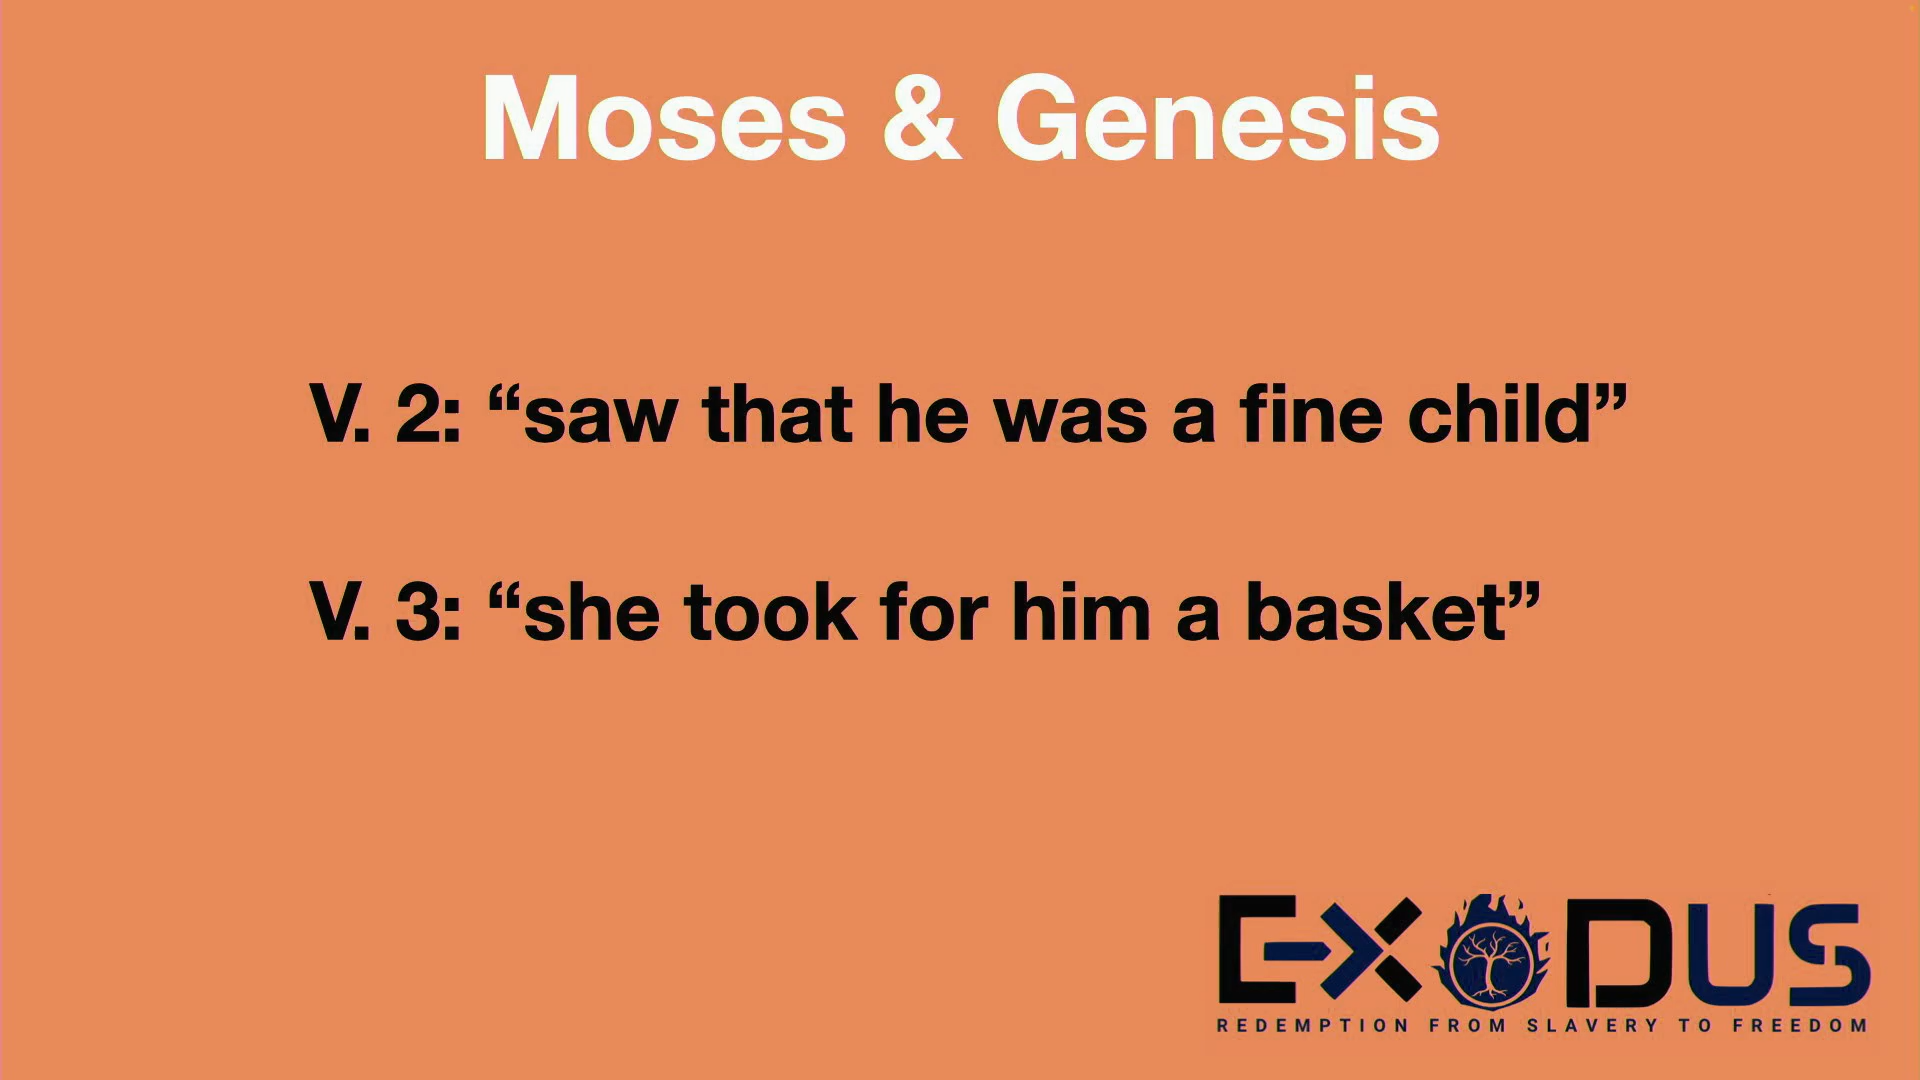 Moses & Genesis
V. 2: “saw that he was a fine child”
V. 3: “she took for him a basket”
EXODUS
REDEMPTION FROM SLAVERY TO FREEDOM